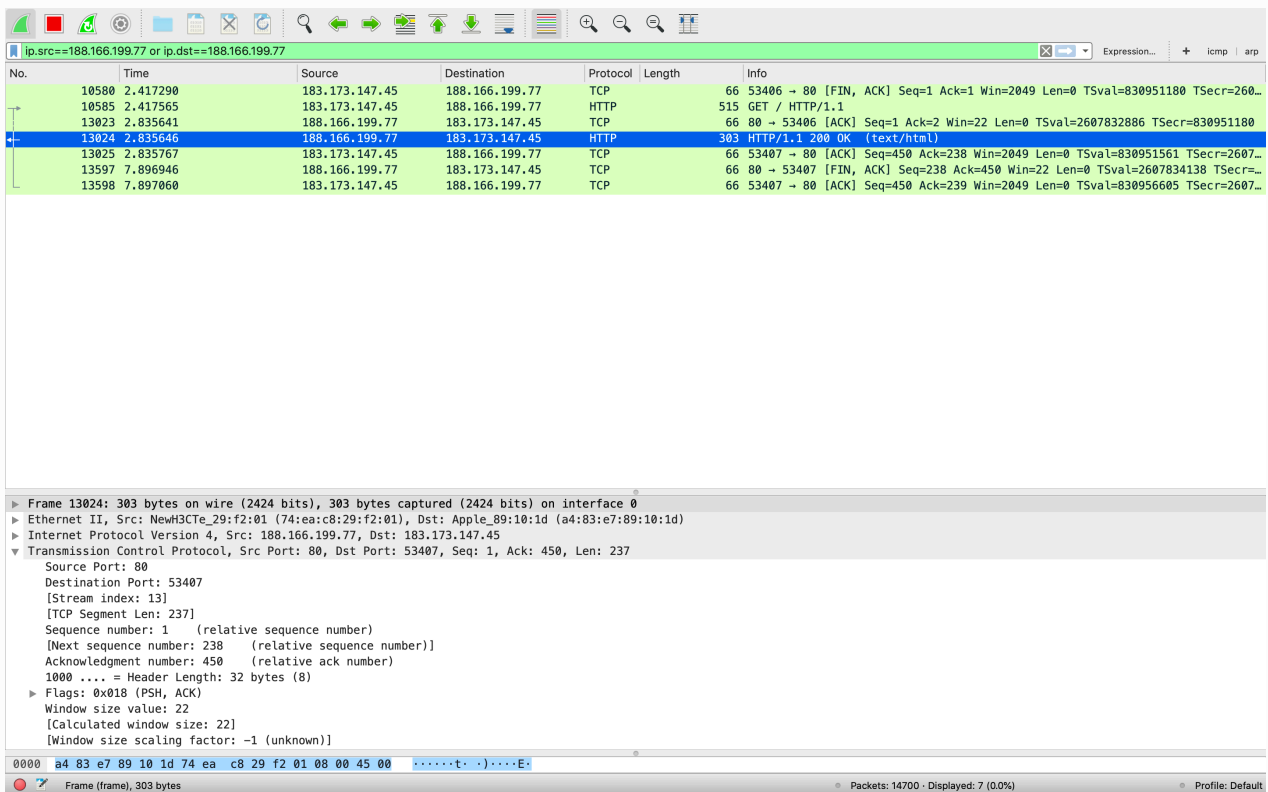 ip.src==188.166.199.77 or ip.dst==188.166.199.77 Expression... + icmp arp
No. Time Source Destination Protocol Length Info
10580 2.417290 183.173.147.45 188.166.199.77 TCP 66 53406 → 80 [FIN, ACK] Seq=1 Ack=1 Win=2049 Len=0 TSval=830951180 TSecr=260…
10585 2.417565 183.173.147.45 188.166.199.77 HTTP 515 GET / HTTP/1.1
13023 2.835641 188.166.199.77 183.173.147.45 TCP 66 80 → 53406 [ACK] Seq=1 Ack=2 Win=22 Len=0 TSval=2607832886 TSecr=830951180
13024 2.835646 188.166.199.77 183.173.147.45 HTTP 303 HTTP/1.1 200 OK (text/html)
13025 2.835767 183.173.147.45 188.166.199.77 TCP 66 53407 → 80 [ACK] Seq=450 Ack=238 Win=2049 Len=0 TSval=830951561 TSecr=2607…
13597 7.896946 188.166.199.77 183.173.147.45 TCP 66 80 → 53407 [FIN, ACK] Seq=238 Ack=450 Win=22 Len=0 TSval=2607834138 TSecr=…
13598 7.897060 183.173.147.45 188.166.199.77 TCP 66 53407 → 80 [ACK] Seq=450 Ack=239 Win=2049 Len=0 TSval=830956605 TSecr=2607…
Frame 13024: 303 bytes on wire (2424 bits), 303 bytes captured (2424 bits) on interface 0
Ethernet II, Src: NewH3CTe_29:f2:01 (74:ea:c8:29:f2:01), Dst: Apple_89:10:1d (a4:83:e7:89:10:1d)
Internet Protocol Version 4, Src: 188.166.199.77, Dst: 183.173.147.45
Transmission Control Protocol, Src Port: 80, Dst Port: 53407, Seq: 1, Ack: 450, Len: 237
Source Port: 80
Destination Port: 53407
[Stream index: 13]
[TCP Segment Len: 237]
Sequence number: 1 (relative sequence number)
[Next sequence number: 238 (relative sequence number)]
Acknowledgment number: 450 (relative ack number)
1000 .... = Header Length: 32 bytes (8)
Flags: 0x018 (PSH, ACK)
Window size value: 22
[Calculated window size: 22]
[Window size scaling factor: -1 (unknown)]
0000 a4 83 e7 89 10 1d 74 ea c8 29 f2 01 08 00 45 00 ······t· ·)····E·
Frame (frame), 303 bytes Packets: 14700 · Displayed: 7 (0.0%) Profile: Default